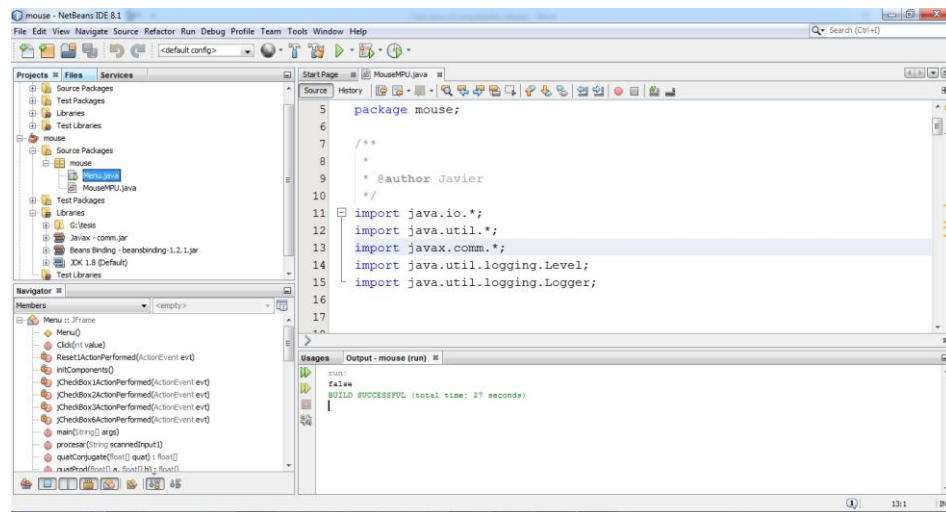 mouse - NetBeans IDE 8.1
File Edit View Navigate Source Refactor Run Debug Profile Team Tools Window Help
Search (Ctrl+I)
<default config>
Projects Files Services
Source Packages
Test Packages
Libraries
Test Libraries
mouse
Source Packages
mouse
Menu.java
MouseMPU.java
Test Packages
Libraries
G:\tesis
Javax - comm.jar
Beans Binding - beansbinding-1.2.1.jar
JDK 1.8 (Default)
Test Libraries
Navigator
Members <empty>
Menu :: JFrame
Menu()
Click(int value)
Reset1ActionPerformed(ActionEvent evt)
initComponents()
jCheckBox1ActionPerformed(ActionEvent evt)
jCheckBox2ActionPerformed(ActionEvent evt)
jCheckBox3ActionPerformed(ActionEvent evt)
jCheckBox6ActionPerformed(ActionEvent evt)
main(String[] args)
procesar(String scannedInput1)
quatConjugate(float[] quat) : float[]
quatProd(float[] a, float[] b) : float[]
Start Page MouseMPU.java
Source History
5 package mouse;
6
7 /**
8 *
9 * @author Javier
10 */
11 import java.io.*;
12 import java.util.*;
13 import javax.comm.*;
14 import java.util.logging.Level;
15 import java.util.logging.Logger;
16
17
Usages Output - mouse (run)
run:
false
BUILD SUCCESSFUL (total time: 27 seconds)
13:1